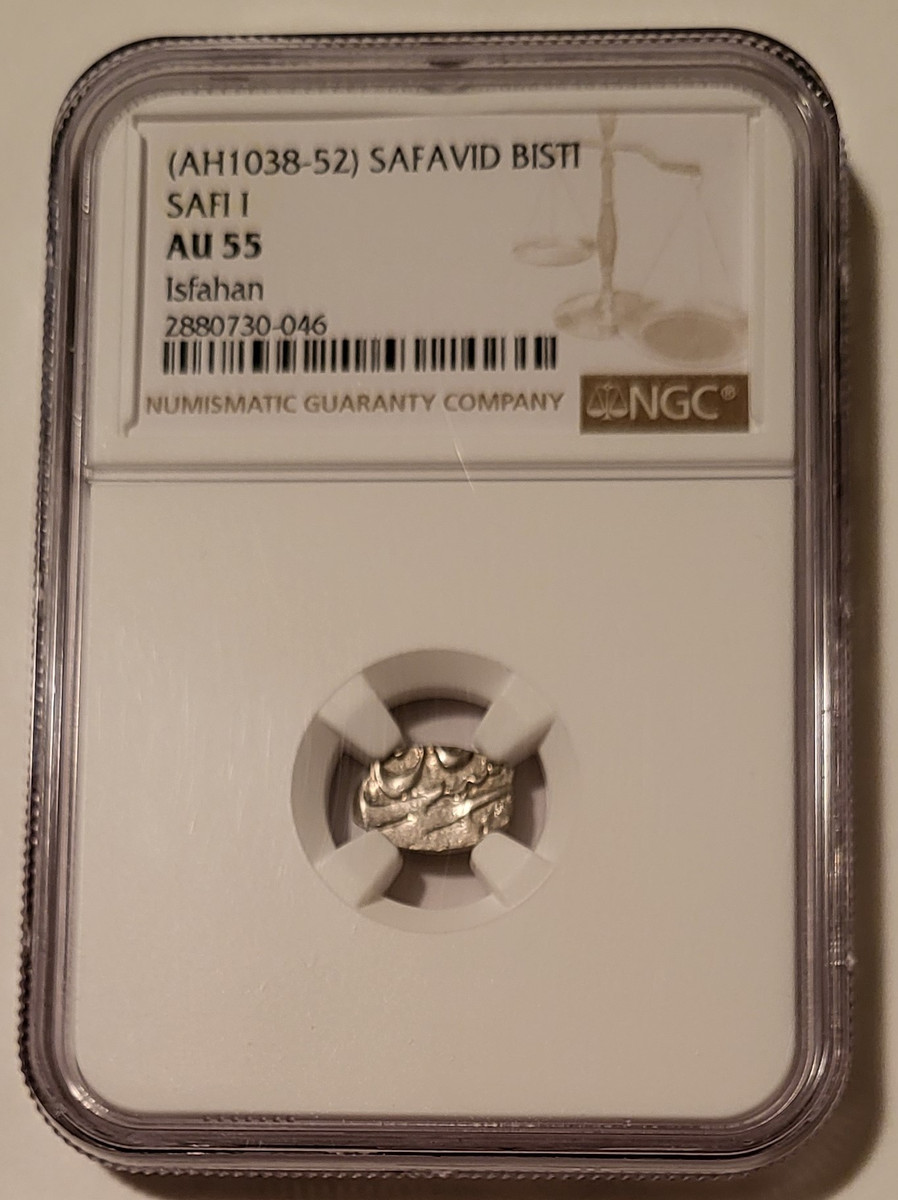 (AH1038-52) SAFAVID BISTI
SAFI I
AU 55
Isfahan
2880730-046
NUMISMATIC GUARANTY COMPANY
NGC®